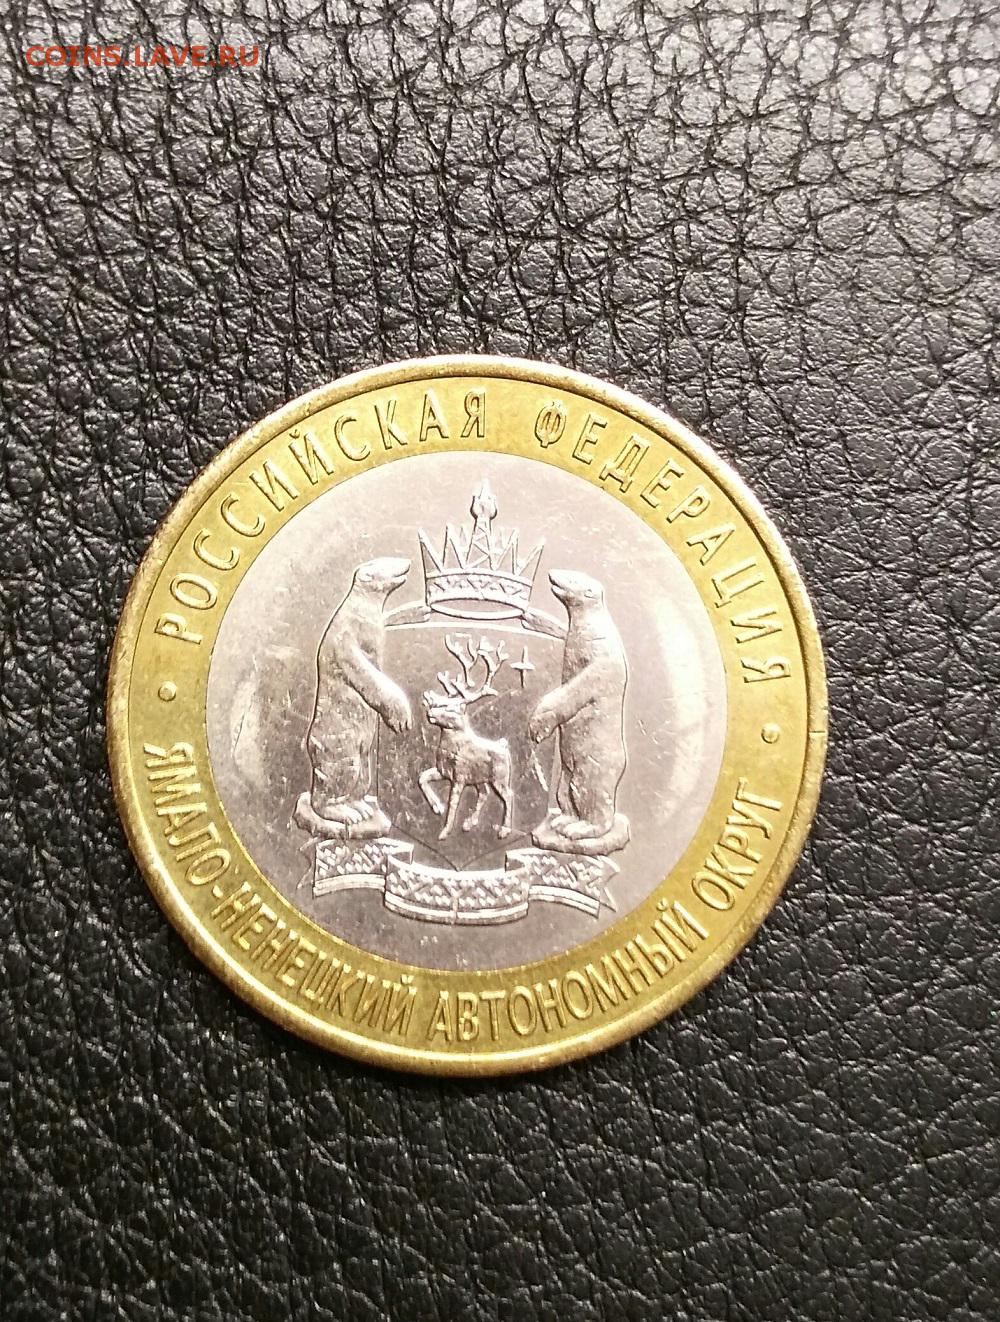 COINS.LAVE.RU
РОССИЙСКАЯ ФЕДЕРАЦИЯ
ЯМАЛО-НЕНЕЦКИЙ АВТОНОМНЫЙ ОКРУГ